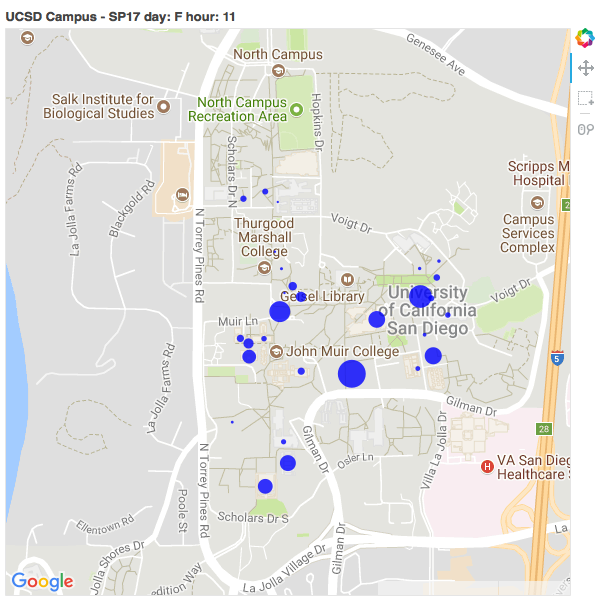 UCSD Campus - SP17 day: F hour: 11
Genesee Ave
North Campus
Salk Institute for
Biological Studies
North Campus
Recreation Area
Hopkins Dr
Scholars Dr N
Scripps M
Hospital
La Jolla Farms Rd
Blackgold Rd
N Torrey Pines Rd
Voigt Dr
Thurgood
Marshall
College
Campus
Services
Complex
Geisel Library
University
of California
San Diego
Voigt Dr
Muir Ln
John Muir College
5
La Jolla Farms Rd
Gilman Dr
Gilman Dr
Villa La Jolla Dr
28
N Torrey Pines Rd
Osler Ln
H
VA San Dieg
Healthcare S
Poole St
Ellentown Rd
Scholars Dr S
La Jolla Shores Dr
Gilman Dr
La Jolla Village Dr
La
edition Way
Google